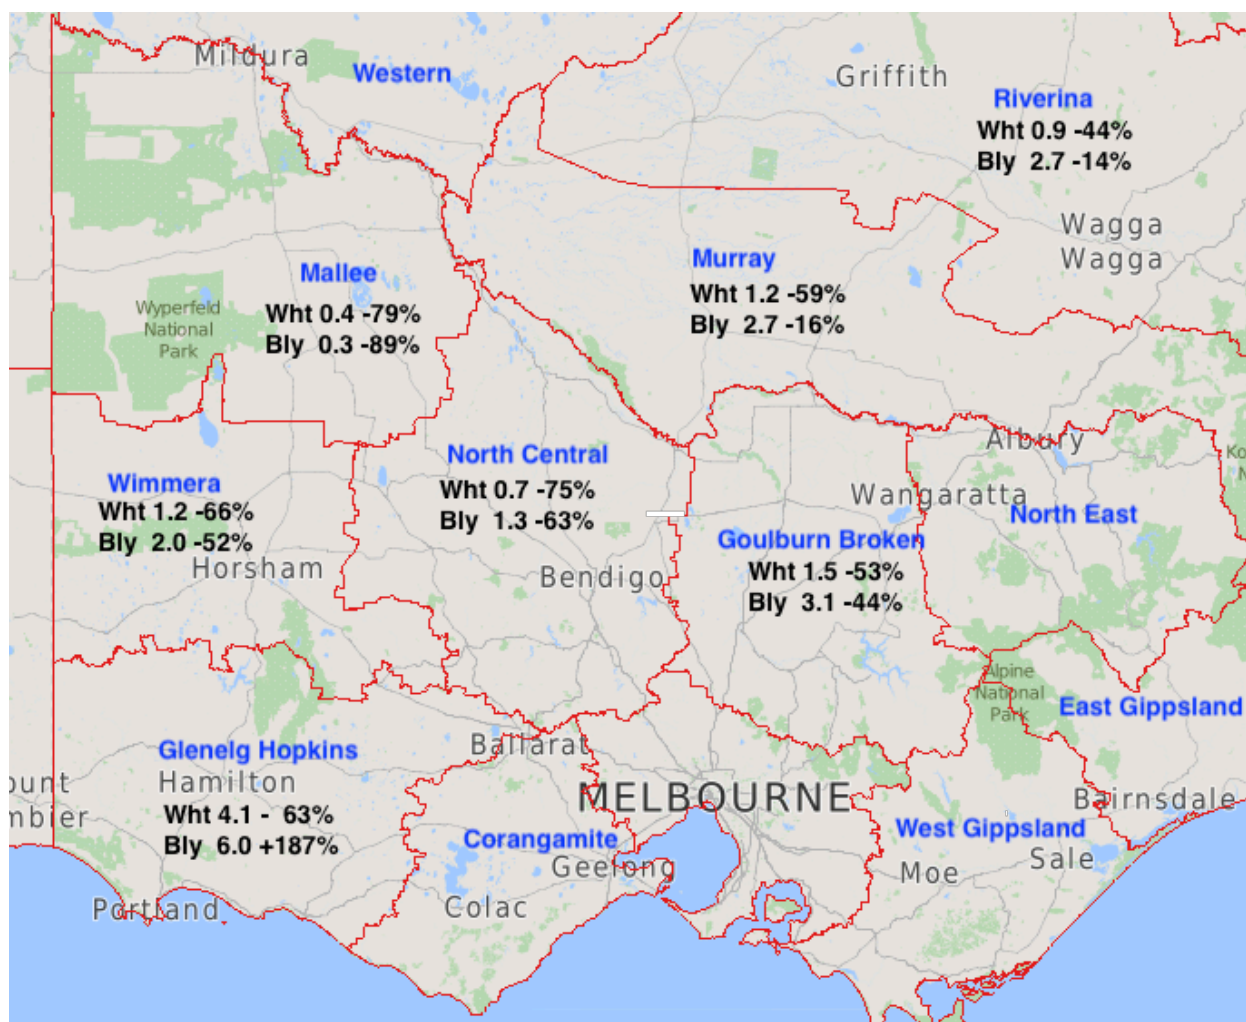 Mildura
Western
Griffith
Riverina
Wht 0.9 -44%
Bly 2.7 -14%
Wagga
Wagga
Murray
Wht 1.2 -59%
Bly 2.7 -16%
Mallee
Wht 0.4 -79%
Bly 0.3 -89%
Wyperfeld
National
Park
Albury
North Central
Wht 0.7 -75%
Bly 1.3 -63%
Ko
N
Wimmera
Wht 1.2 -66%
Bly 2.0 -52%
Horsham
Wangaratta
North East
Goulburn Broken
Wht 1.5 -53%
Bly 3.1 -44%
Bendigo
Alpine
National
Park
East Gippsland
Glenelg Hopkins
Hamilton
Wht 4.1 - 63%
Bly 6.0 +187%
ount
mbier
Ballarat
MELBOURNE
Bairnsdale
West Gippsland
Corangamite
Geelong
Moe
Sale
Portland
Colac